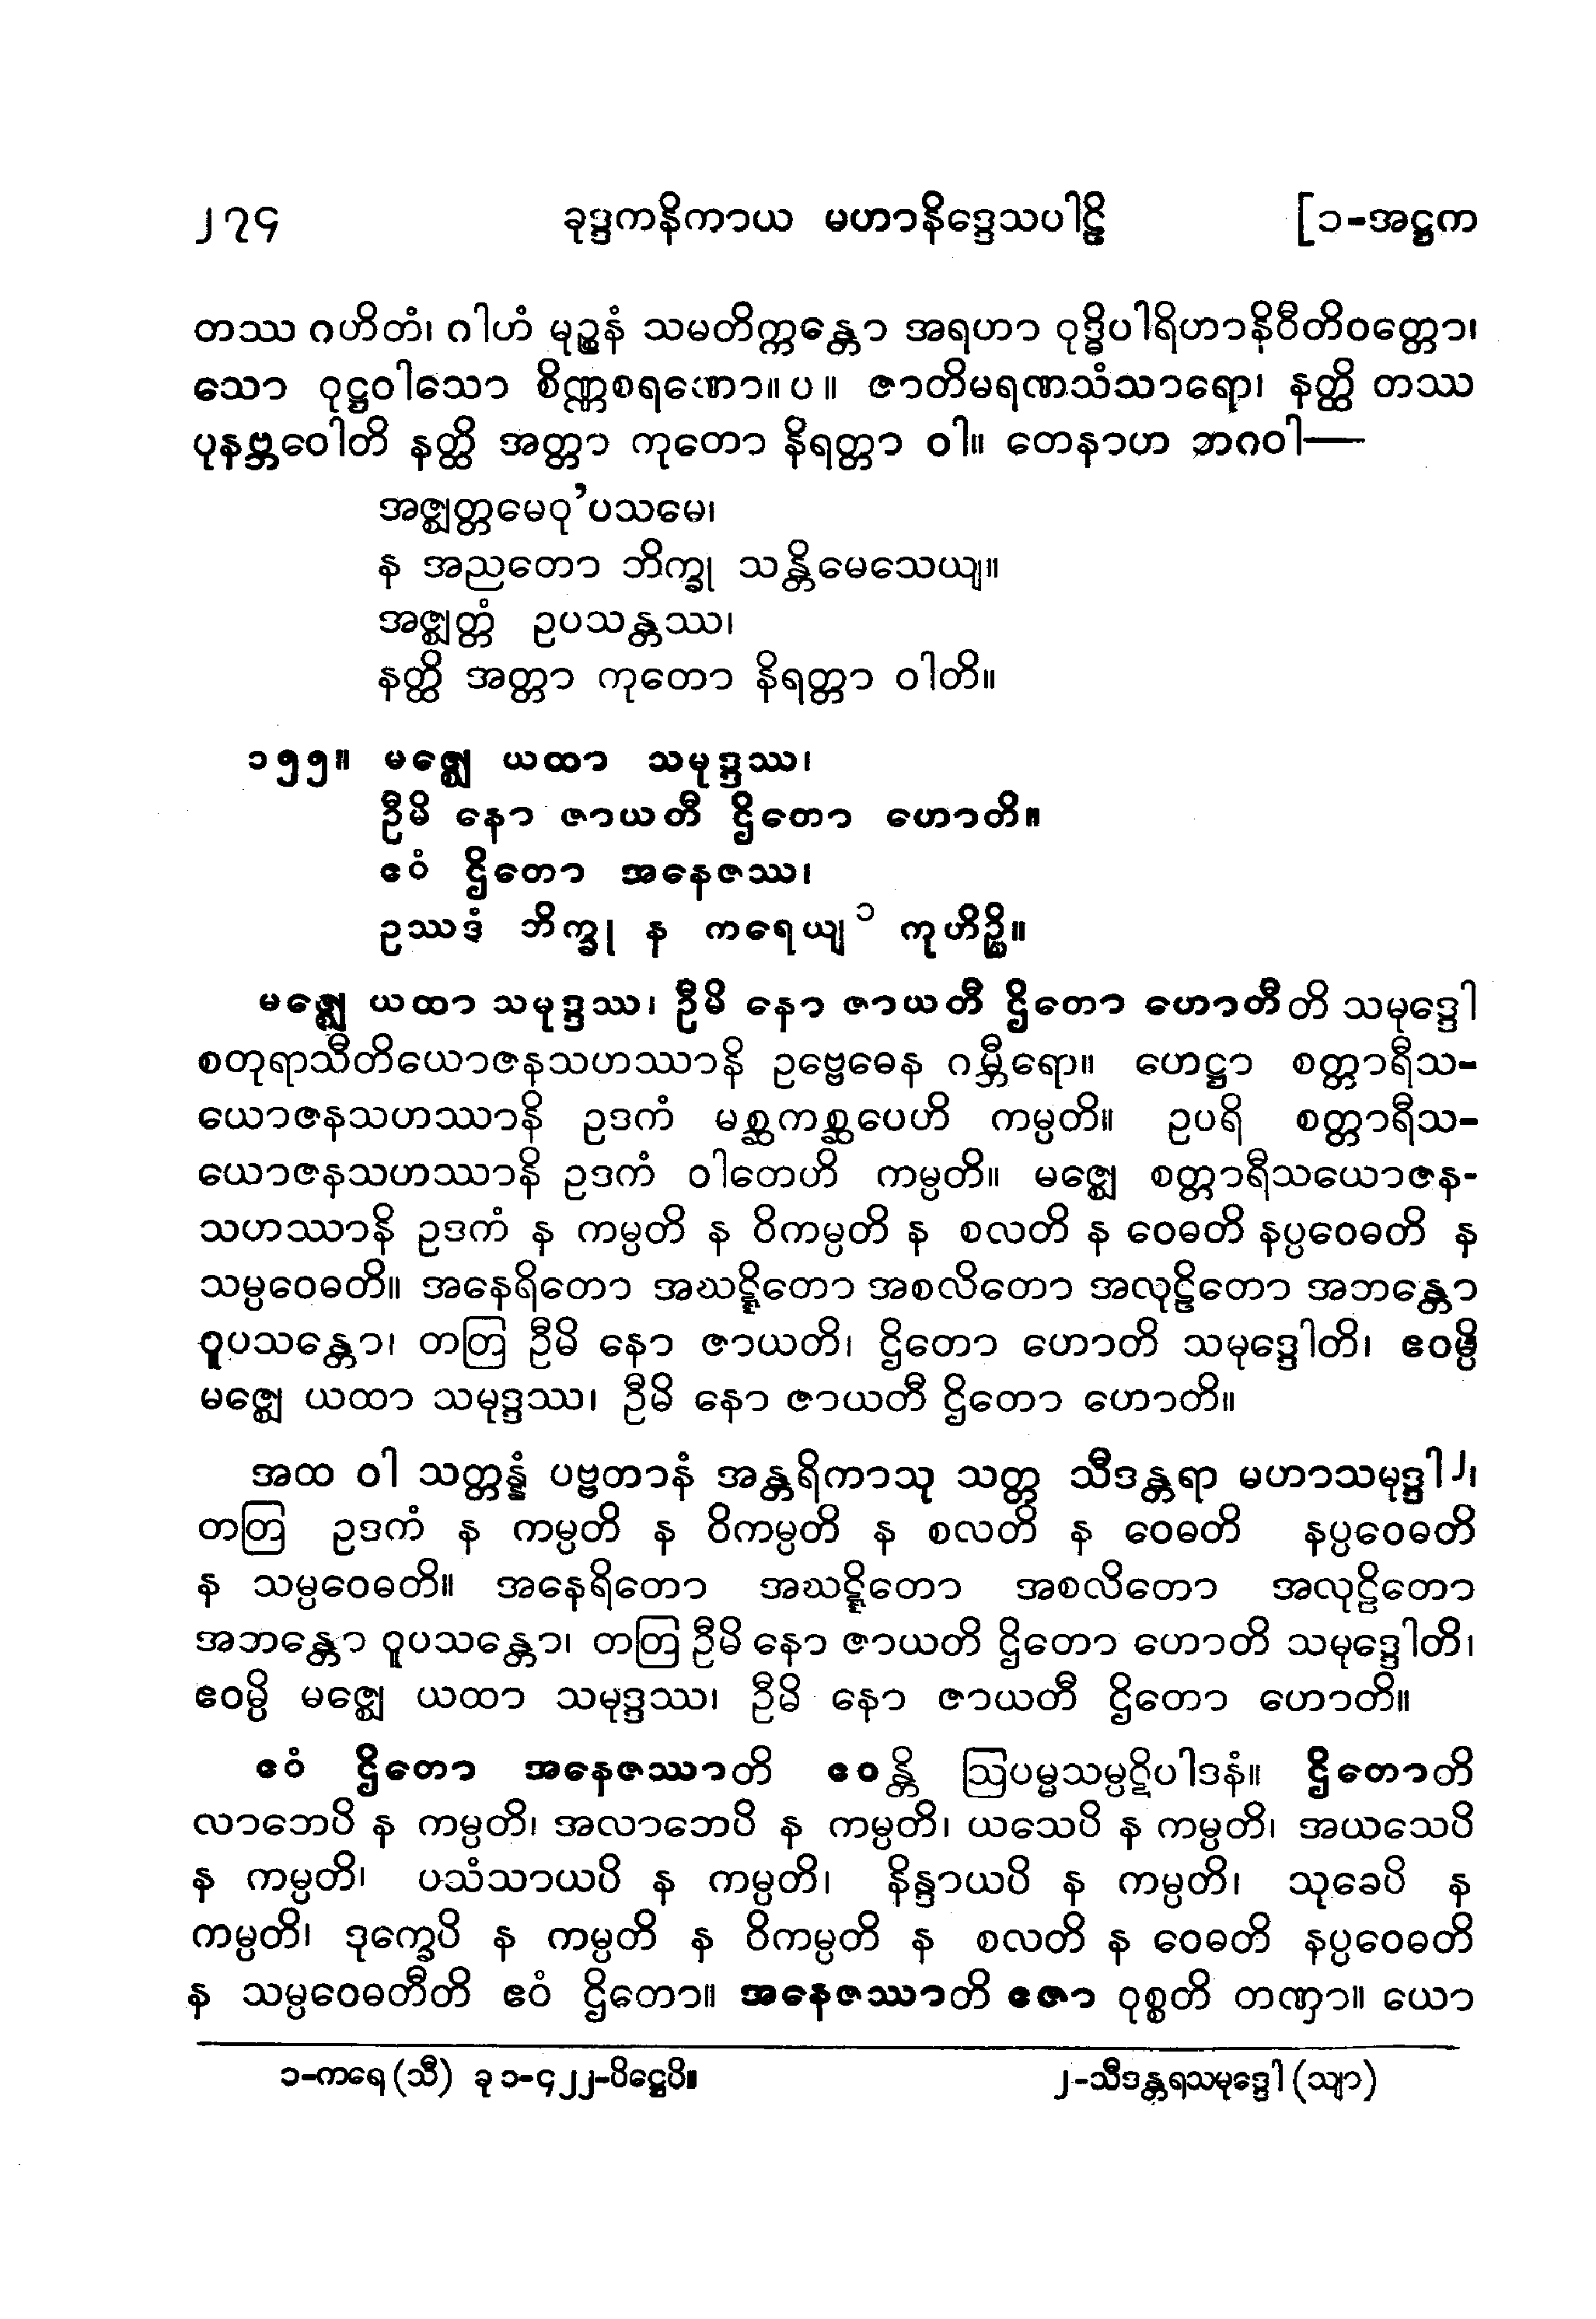 ၂၇၄ ခုဒ္ဒကနိကာယ မဟာနိဒ္ဒေသပါဠိ [၁-အဋ္ဌက
တဿ ဂဟိတံ၊ ဂါဟံ မုဉ္စနံ သမတိက္ကန္တော အရဟာ ဝုဒ္ဓိပါရိဟာနိဝီတိဝတ္တော၊
သော ဝုဋ္ဌဝါသော စိဏ္ဏစရဏော။ ပ ။ ဇာတိမရဏသံသာရော၊ နတ္ထိ တဿ
ပုနဗ္ဘဝေါတိ နတ္ထိ အတ္တာ ကုတော နိရတ္တာ ဝါ။ တေနာဟ ဘဂဝါ—
အဇ္ဈတ္တမေဝု’ပသမေ၊
န အညတော ဘိက္ခု သန္တိမေသေယျ။
အဇ္ဈတ္တံ ဥပသန္တဿ၊
နတ္ထိ အတ္တာ ကုတော နိရတ္တာ ဝါတိ။
၁၅၅။ မဇ္ဈေ ယထာ သမုဒ္ဒဿ၊
ဦမိ နော ဇာယတီ ဌိတော ဟောတိ။
ဧဝံ ဌိတော အနေဇဿ၊
ဥဿဒံ ဘိက္ခု န ကရေယျ ၁ ကုဟိဉ္စိ။
မဇ္ဈေ ယထာ သမုဒ္ဒဿ၊ ဦမိ နော ဇာယတီ ဌိတော ဟောတီတိ သမုဒ္ဒေါ
စတုရာသီတိယောဇနသဟဿာနိ ဥဗ္ဗေဓေန ဂမ္ဘီရော။ ဟေဋ္ဌာ စတ္တာရီသ-
ယောဇနသဟဿာနိ ဥဒကံ မစ္ဆကစ္ဆပေဟိ ကမ္ပတိ။ ဥပရိ စတ္တာရီသ-
ယောဇနသဟဿာနိ ဥဒကံ ဝါတေဟိ ကမ္ပတိ။ မဇ္ဈေ စတ္တာရီသယောဇန-
သဟဿာနိ ဥဒကံ န ကမ္ပတိ န ဝိကမ္ပတိ န စလတိ န ဝေဓတိ နပ္ပဝေဓတိ န
သမ္ပဝေဓတိ။ အနေရိတော အဃဋ္ဋိတော အစလိတော အလုဠိတော အဘန္တော
ဝူပသန္တော၊ တတြ ဦမိ နော ဇာယတိ၊ ဌိတော ဟောတိ သမုဒ္ဒေါတိ၊ ဧဝမ္ပိ
မဇ္ဈေ ယထာ သမုဒ္ဒဿ၊ ဦမိ နော ဇာယတီ ဌိတော ဟောတိ။
အထ ဝါ သတ္တန္နံ ပဗ္ဗတာနံ အန္တရိကာသု သတ္တ သီဒန္တရာ မဟာသမုဒ္ဒါ ၂၊
တတြ ဥဒကံ န ကမ္ပတိ န ဝိကမ္ပတိ န စလတိ န ဝေဓတိ နပ္ပဝေဓတိ
န သမ္ပဝေဓတိ။ အနေရိတော အဃဋ္ဋိတော အစလိတော အလုဠိတော
အဘန္တော ဝူပသန္တော၊ တတြ ဦမိ နော ဇာယတိ ဌိတော ဟောတိ သမုဒ္ဒေါတိ၊
ဧဝမ္ပိ မဇ္ဈေ ယထာ သမုဒ္ဒဿ၊ ဦမိ နော ဇာယတီ ဌိတော ဟောတိ။
ဧဝံ ဌိတော အနေဇဿာတိ ဧဝန္တိ ဩပမ္မသမ္ပဋိပါဒနံ။ ဌိတောတိ
လာဘေပိ န ကမ္ပတိ၊ အလာဘေပိ န ကမ္ပတိ၊ ယသေပိ န ကမ္ပတိ၊ အယသေပိ
န ကမ္ပတိ၊ ပသံသာယပိ န ကမ္ပတိ၊ နိန္ဒာယပိ န ကမ္ပတိ၊ သုခေပိ န
ကမ္ပတိ၊ ဒုက္ခေပိ န ကမ္ပတိ န ဝိကမ္ပတိ န စလတိ န ဝေဓတိ နပ္ပဝေဓတိ
န သမ္ပဝေဓတီတိ ဧဝံ ဌိတော။ အနေဇဿာတိ ဧဇာ ဝုစ္စတိ တဏှာ။ ယော
၁-ကရေ (သီ) ခု ၁-၄၂၂-ပိဋ္ဌေပိ။ ၂-သီဒန္တရသမုဒ္ဒေါ (သျာ)